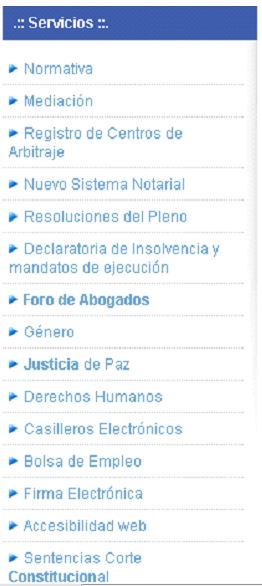 .:: Servicios ::.
Normativa
Mediación
Registro de Centros de
Arbitraje
Nuevo Sistema Notarial
Resoluciones del Pleno
Declaratoria de Insolvencia y
mandatos de ejecución
Foro de Abogados
Género
Justicia de Paz
Derechos Humanos
Casilleros Electrónicos
Bolsa de Empleo
Firma Electrónica
Accesibilidad web
Sentencias Corte
Constitucional